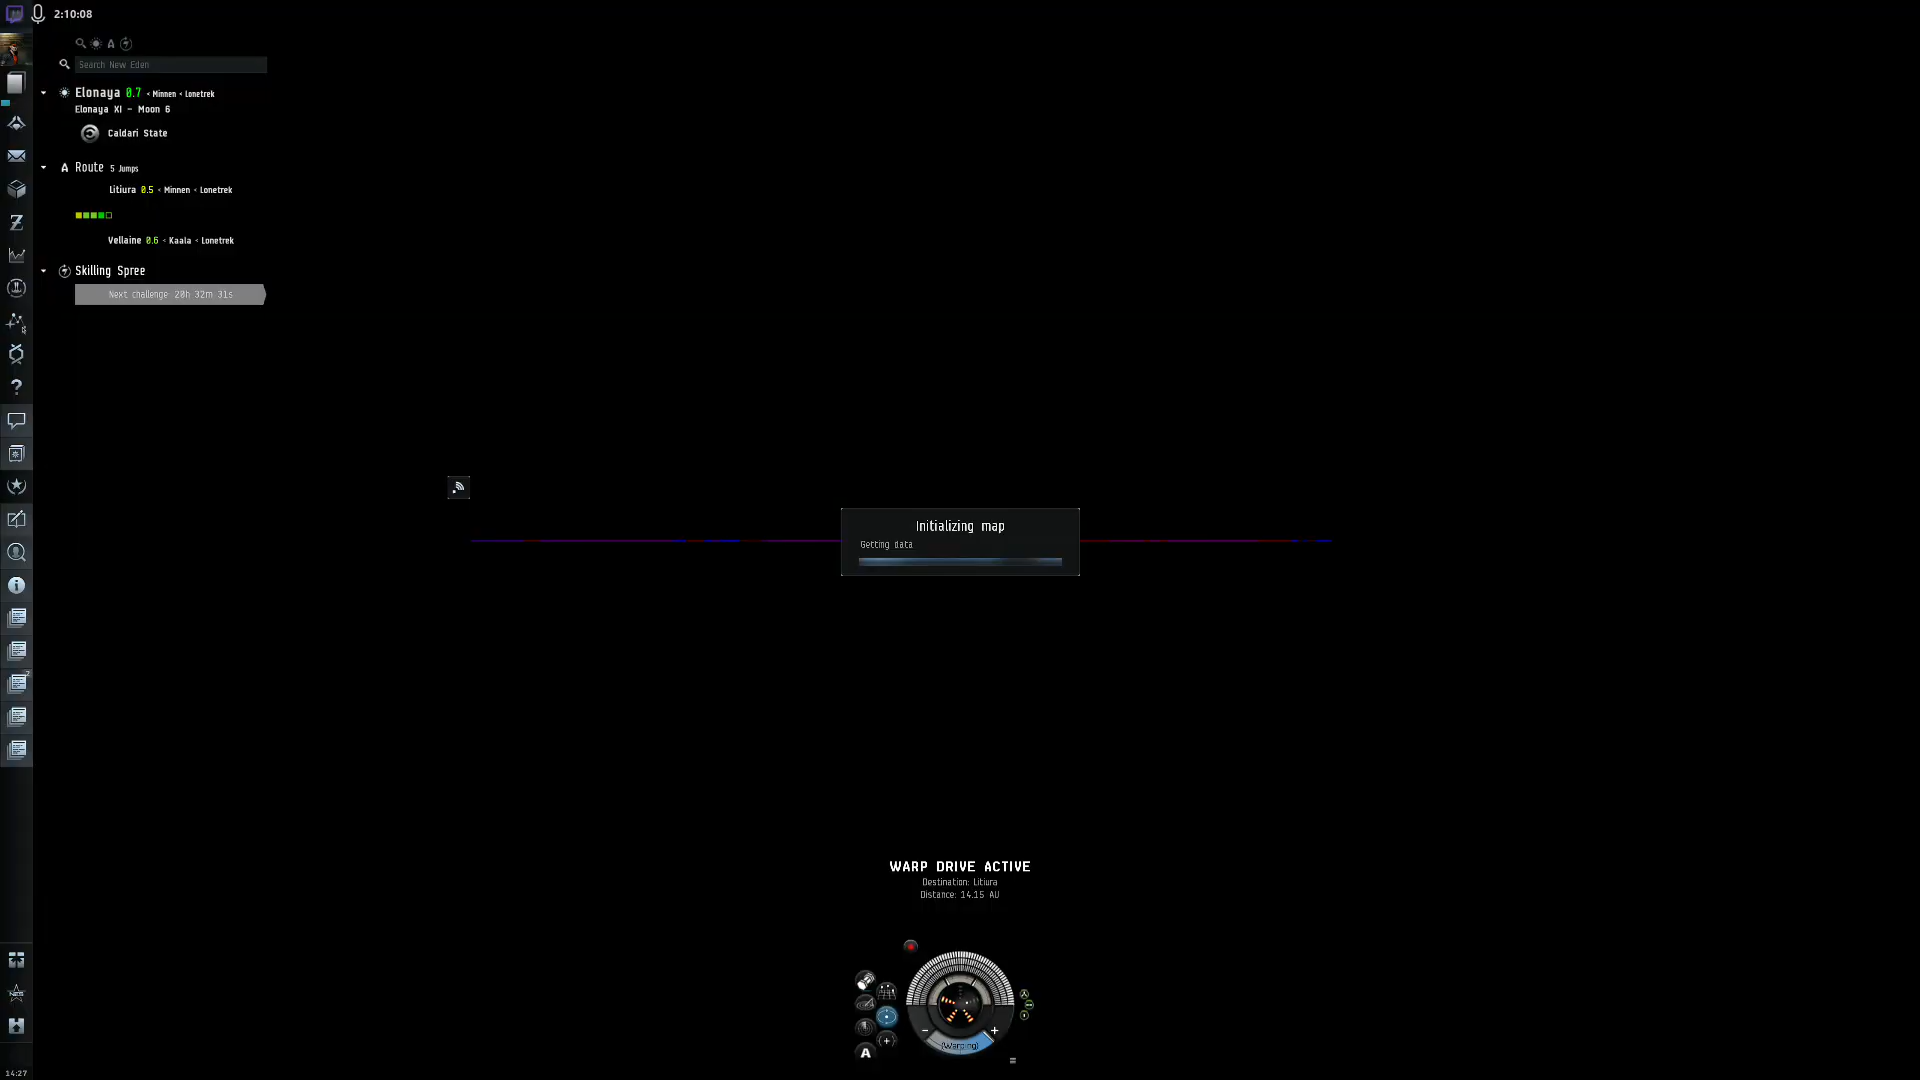 2:10:08
Search New Eden
Elonaya 0.7 < Minnen < Lonetrek
Elonaya XI - Moon 6
Caldari State
Route 5 Jumps
Litiura 0.5 < Minnen < Lonetrek
Vellaine 0.6 < Kaala < Lonetrek
Skilling Spree
Next challenge: 20h 32m 31s
Initializing map
Getting data
WARP DRIVE ACTIVE
Destination: Litiura
Distance: 14.15 AU
(Warping)
A
NES
14:27